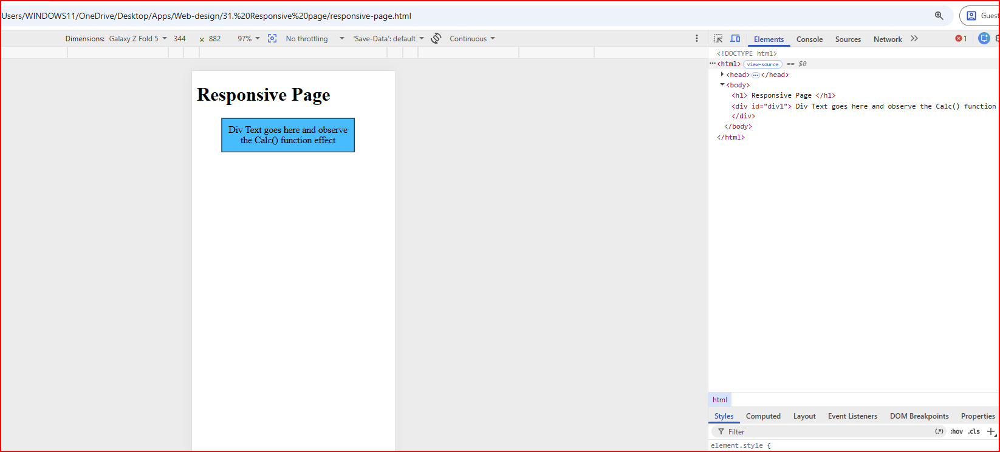 Users/WINDOWS11/OneDrive/Desktop/Apps/Web-design/31.%20Responsive%20page/responsive-page.html
Guest
Dimensions: Galaxy Z Fold 5 344 × 882 97% No throttling 'Save-Data': default Continuous
Elements Console Sources Network 1
Responsive Page
Div Text goes here and observe
the Calc() function effect
<!DOCTYPE html>
<html> view-source == $0
<head> </head>
<body>
<h1> Responsive Page </h1>
<div id="div1"> Div Text goes here and observe the Calc() function
</div>
</body>
</html>
html
Styles Computed Layout Event Listeners DOM Breakpoints Properties
Filter (.*) :hov .cls
element.style {